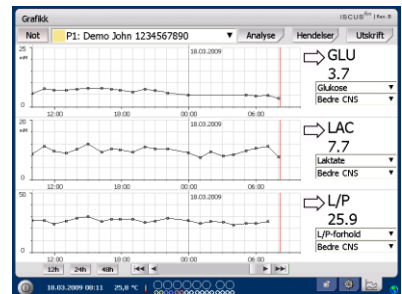 Grafikk
ISCUSflex | Rev. B
Not P1: Demo John 1234567890 Analyse Hendelser Utskrift
25
mM
18.03.2009
0
12:00 18:00 00:00 06:00
GLU
3.7
Glukose
Bedre CNS
20
mM
18.03.2009
0
12:00 18:00 00:00 06:00
LAC
7.7
Laktate
Bedre CNS
50
18.03.2009
0
12:00 18:00 00:00 06:00
L/P
25.9
L/P-forhold
Bedre CNS
12h 24h 48h
18.03.2009 08:11 25,0 °C